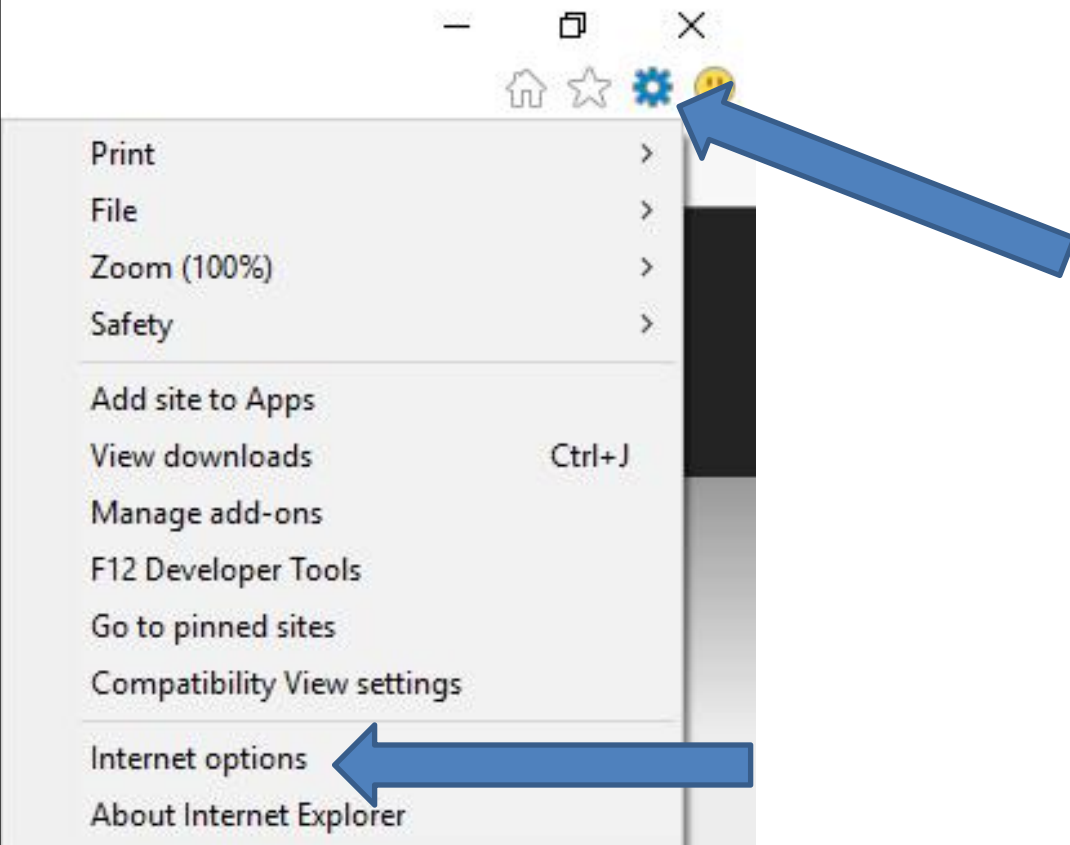 Print
File
Zoom (100%)
Safety
Add site to Apps
View downloads Ctrl+J
Manage add-ons
F12 Developer Tools
Go to pinned sites
Compatibility View settings
Internet options
About Internet Explorer